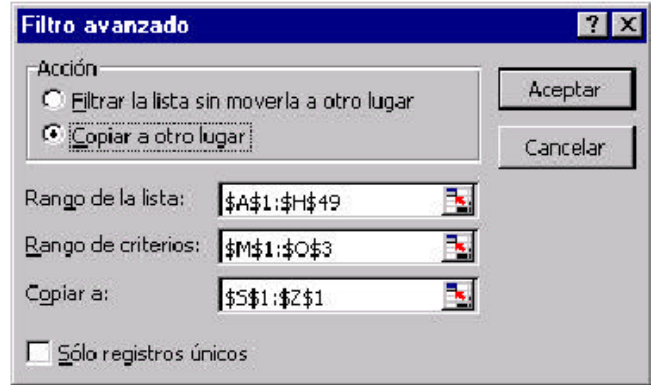 Filtro avanzado
Acción
Filtrar la lista sin moverla a otro lugar
Copiar a otro lugar
Aceptar
Cancelar
Rango de la lista: $A$1:$H$49
Rango de criterios: $M$1:$O$3
Copiar a: $S$1:$Z$1
Sólo registros únicos